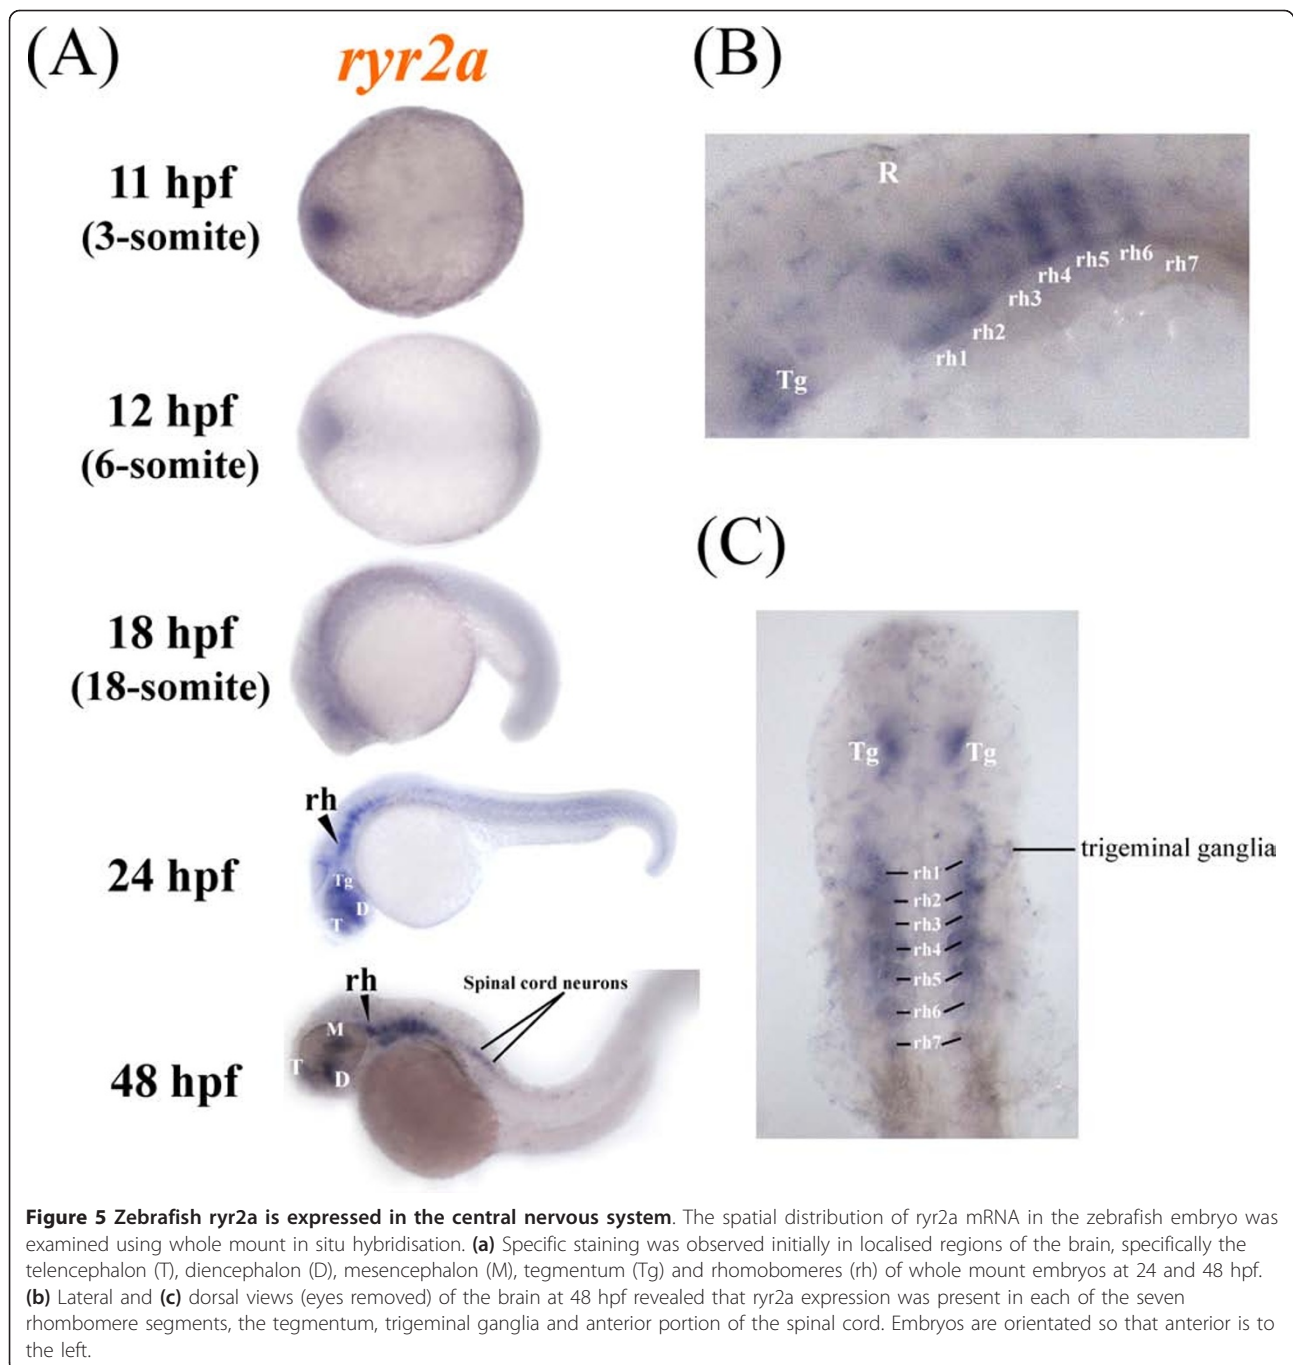 (A)
ryr2a
11 hpf
(3-somite)
12 hpf
(6-somite)
18 hpf
(18-somite)
rh
24 hpf
Tg
D
T
rh
Spinal cord neurons
M
T
D
48 hpf
(B)
R
rh6
rh5
rh7
rh4
rh3
rh2
rh1
Tg
(C)
Tg Tg
trigeminal ganglia
rh1
rh2
rh3
rh4
rh5
rh6
rh7
Figure 5 Zebrafish ryr2a is expressed in the central nervous system. The spatial distribution of ryr2a mRNA in the zebrafish embryo was
examined using whole mount in situ hybridisation. (a) Specific staining was observed initially in localised regions of the brain, specifically the
telencephalon (T), diencephalon (D), mesencephalon (M), tegmentum (Tg) and rhomobomeres (rh) of whole mount embryos at 24 and 48 hpf.
(b) Lateral and (c) dorsal views (eyes removed) of the brain at 48 hpf revealed that ryr2a expression was present in each of the seven
rhombomere segments, the tegmentum, trigeminal ganglia and anterior portion of the spinal cord. Embryos are orientated so that anterior is to
the left.